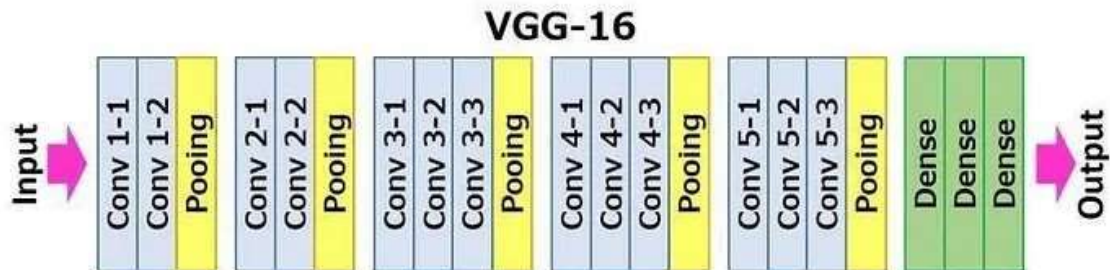 VGG-16
Input
Conv 1-1
Conv 1-2
Pooing
Conv 2-1
Conv 2-2
Pooing
Conv 3-1
Conv 3-2
Conv 3-3
Pooing
Conv 4-1
Conv 4-2
Conv 4-3
Pooing
Conv 5-1
Conv 5-2
Conv 5-3
Pooing
Dense
Dense
Dense
Output